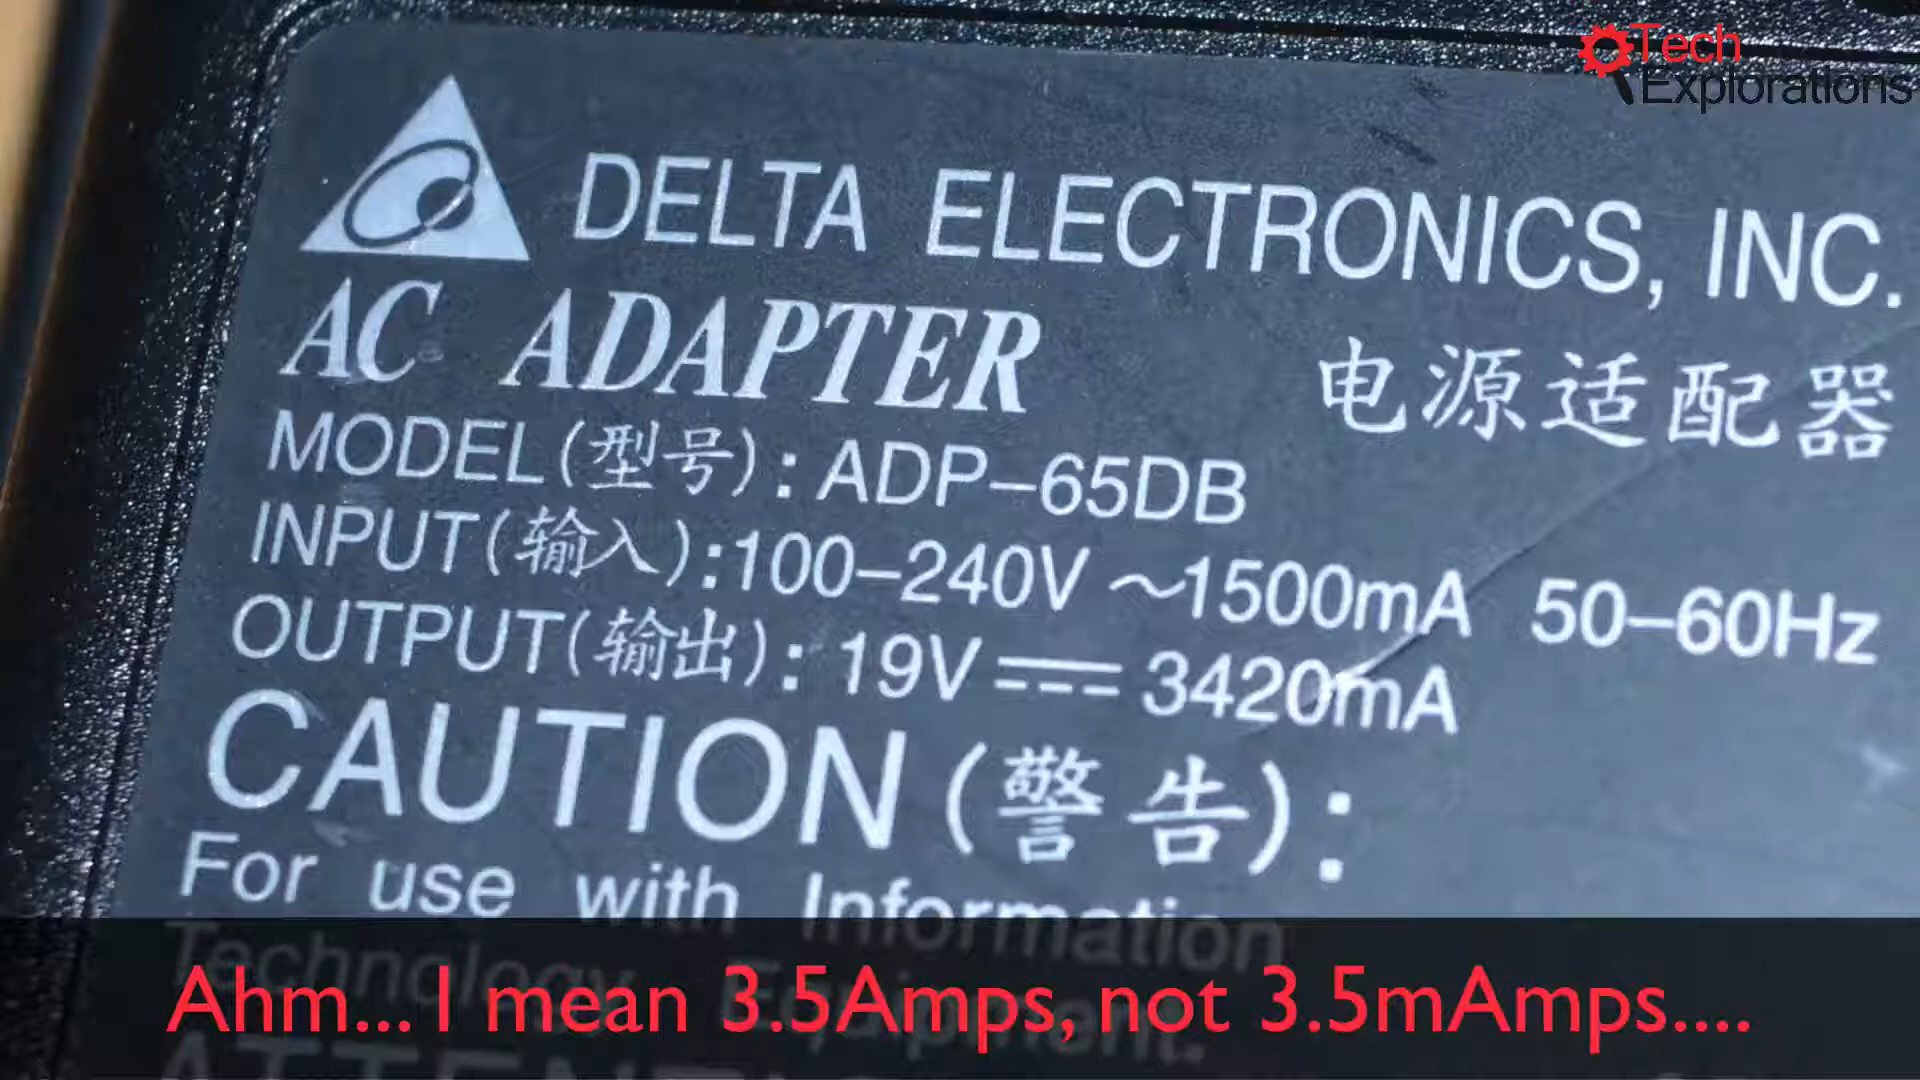 Tech
Explorations
DELTA ELECTRONICS, INC.
AC ADAPTER 电源适配器
MODEL(型号): ADP-65DB
INPUT(输入):100-240V ~1500mA 50-60Hz
OUTPUT(输出): 19V⎓3420mA
CAUTION(警告):
For use with Information
Technology Equipment.
Ahm... I mean 3.5Amps, not 3.5mAmps....